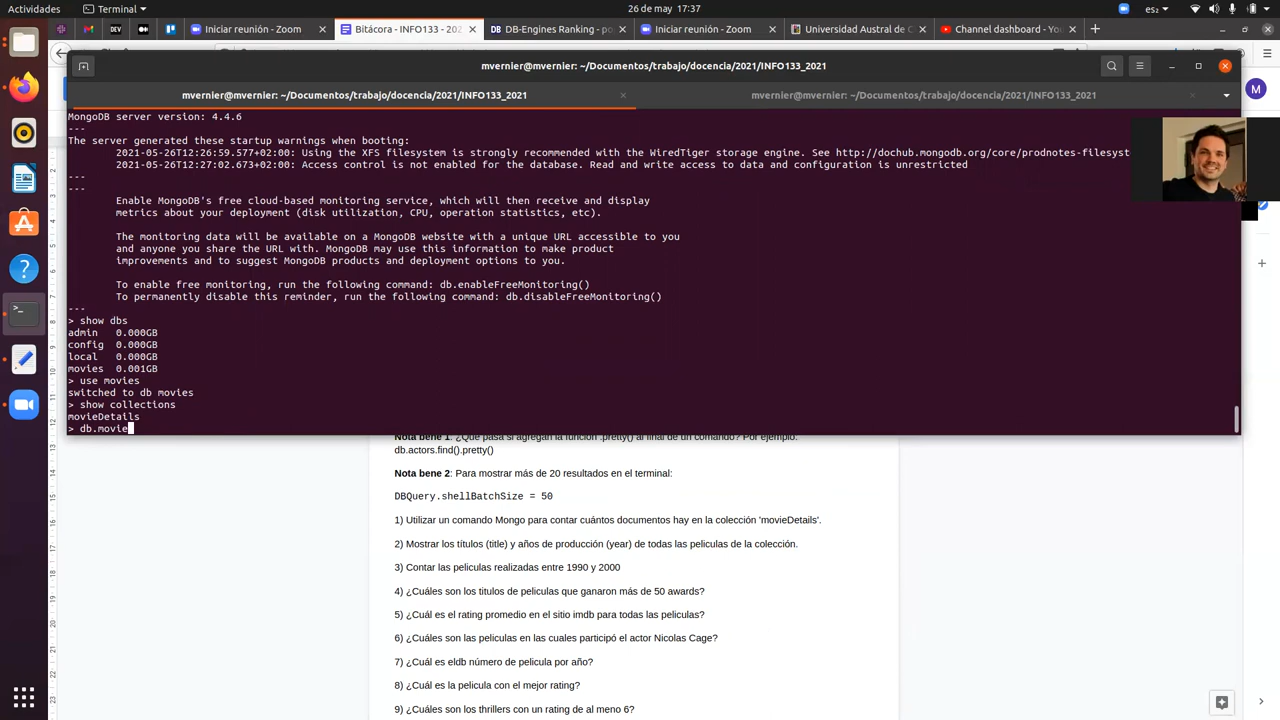 Actividades
Terminal
26 de may 17:37
es₂
Iniciar reunión - Zoom
Bitácora - INFO133 - 202
DB-Engines Ranking - po
Iniciar reunión - Zoom
Universidad Austral de C
Channel dashboard - You
mvernier@mvernier: ~/Documentos/trabajo/docencia/2021/INFO133_2021
mvernier@mvernier: ~/Documentos/trabajo/docencia/2021/INFO133_2021
mvernier@mvernier: ~/Documentos/trabajo/docencia/2021/INFO133_2021
M
MongoDB server version: 4.4.6
---
The server generated these startup warnings when booting:
2021-05-26T12:26:59.577+02:00: Using the XFS filesystem is strongly recommended with the WiredTiger storage engine. See http://dochub.mongodb.org/core/prodnotes-filesyst
2021-05-26T12:27:02.673+02:00: Access control is not enabled for the database. Read and write access to data and configuration is unrestricted
---
---
Enable MongoDB's free cloud-based monitoring service, which will then receive and display
metrics about your deployment (disk utilization, CPU, operation statistics, etc).
The monitoring data will be available on a MongoDB website with a unique URL accessible to you
and anyone you share the URL with. MongoDB may use this information to make product
improvements and to suggest MongoDB products and deployment options to you.
To enable free monitoring, run the following command: db.enableFreeMonitoring()
To permanently disable this reminder, run the following command: db.disableFreeMonitoring()
---
> show dbs
admin 0.000GB
config 0.000GB
local 0.000GB
movies 0.001GB
> use movies
switched to db movies
> show collections
movieDetails
> db.movie
Nota bene 1: ¿Qué pasa si agregan la función .pretty() al final de un comando? Por ejemplo:
db.actors.find().pretty()
Nota bene 2: Para mostrar más de 20 resultados en el terminal:
DBQuery.shellBatchSize = 50
1) Utilizar un comando Mongo para contar cuántos documentos hay en la colección 'movieDetails'.
2) Mostrar los títulos (title) y años de producción (year) de todas las peliculas de la colección.
3) Contar las peliculas realizadas entre 1990 y 2000
4) ¿Cuáles son los titulos de peliculas que ganaron más de 50 awards?
5) ¿Cuál es el rating promedio en el sitio imdb para todas las peliculas?
6) ¿Cuáles son las peliculas en las cuales participó el actor Nicolas Cage?
7) ¿Cuál es eldb número de pelicula por año?
8) ¿Cuál es la pelicula con el mejor rating?
9) ¿Cuáles son los thrillers con un rating de al meno 6?